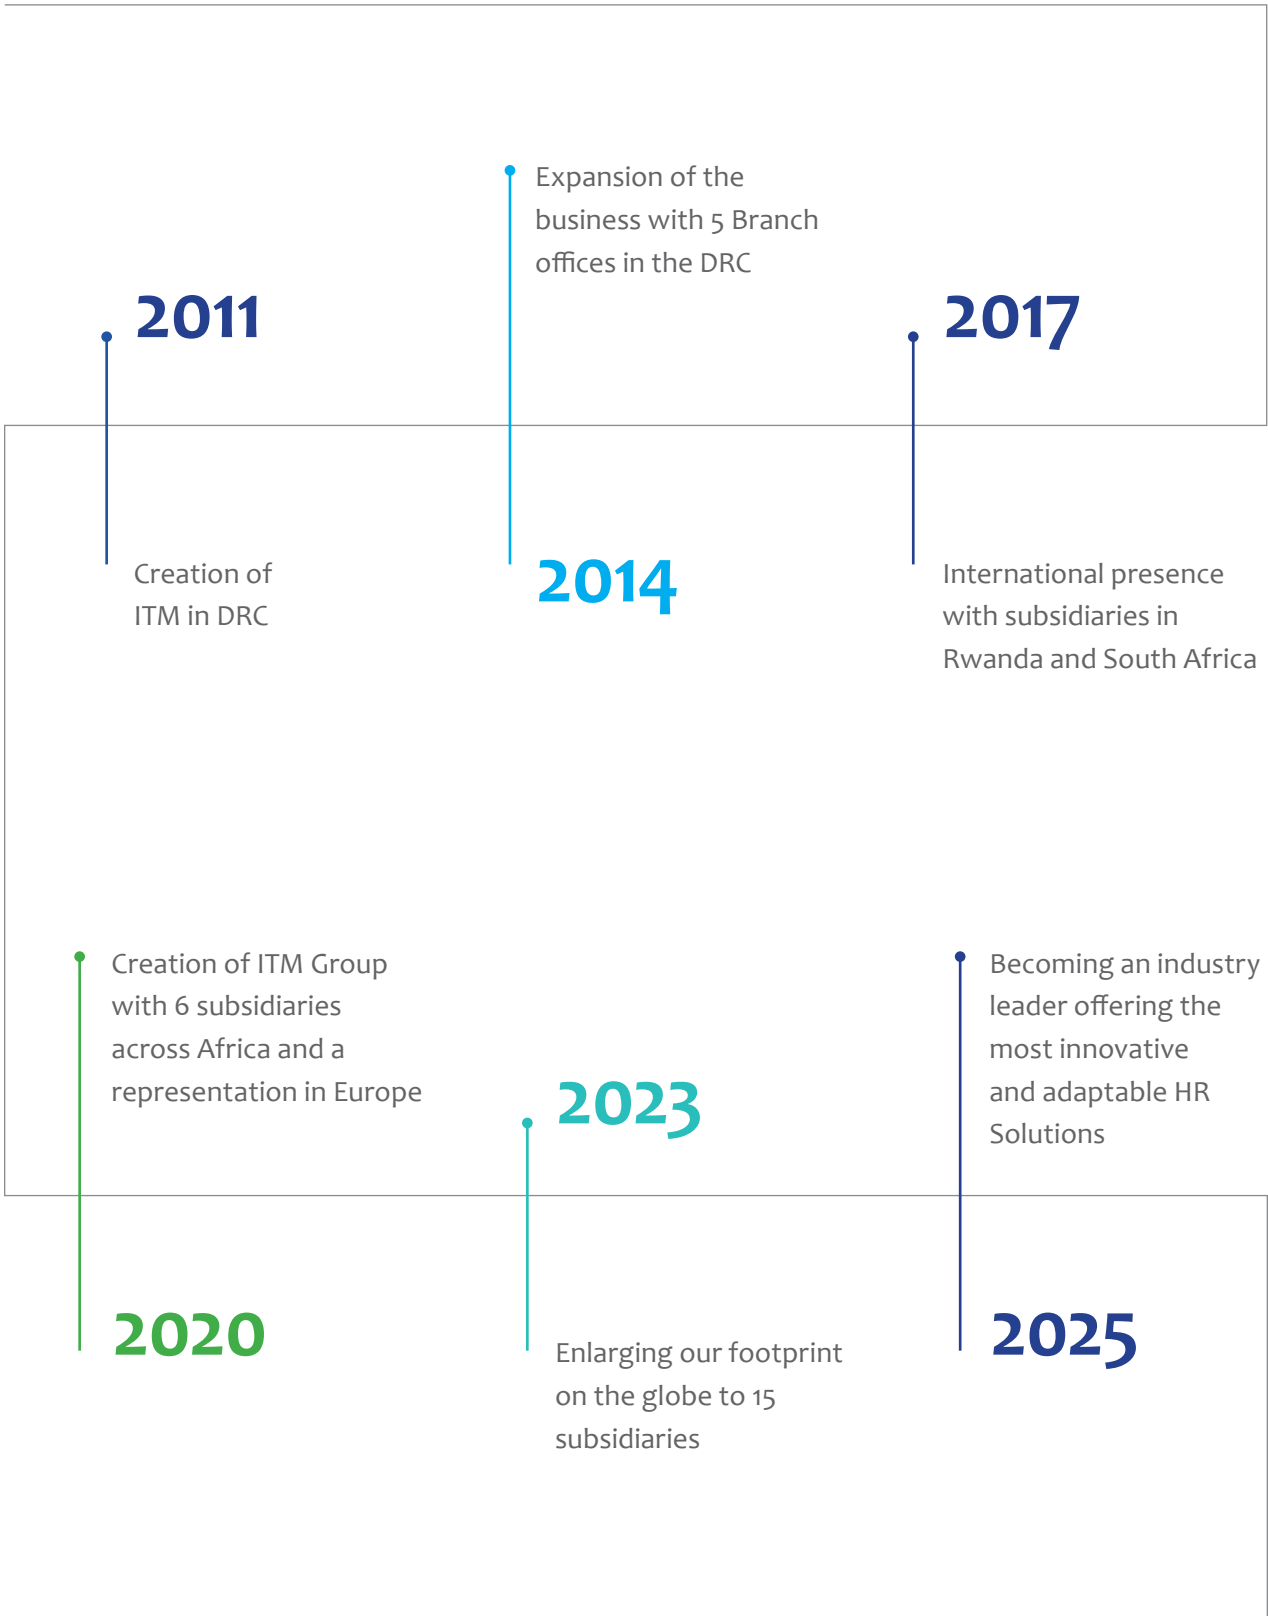 2011
Creation of
ITM in DRC
Expansion of the
business with 5 Branch
offices in the DRC
2014
2017
International presence
with subsidiaries in
Rwanda and South Africa
Creation of ITM Group
with 6 subsidiaries
across Africa and a
representation in Europe
2020
2023
Enlarging our footprint
on the globe to 15
subsidiaries
Becoming an industry
leader offering the
most innovative
and adaptable HR
Solutions
2025